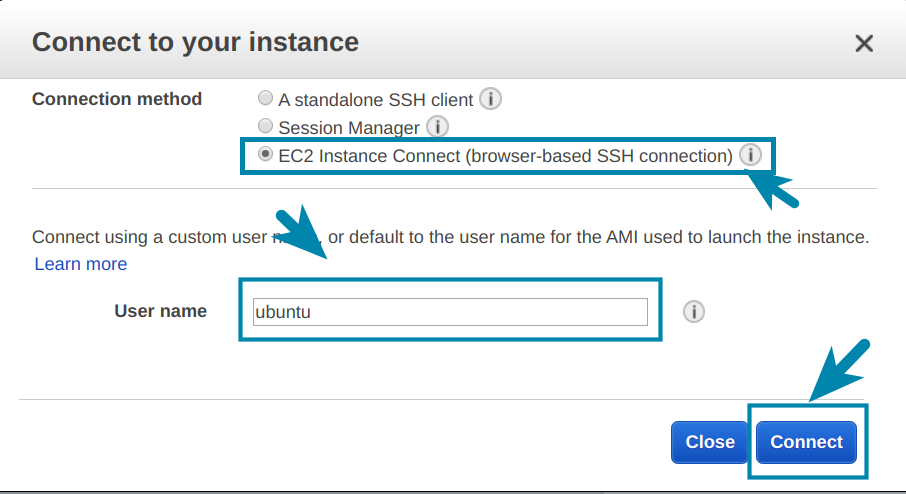 Connect to your instance
Connection method
A standalone SSH client
Session Manager
EC2 Instance Connect (browser-based SSH connection)
Connect using a custom user or default to the user name for the AMI used to launch the instance.
Learn more
User name
ubuntu
Close
Connect